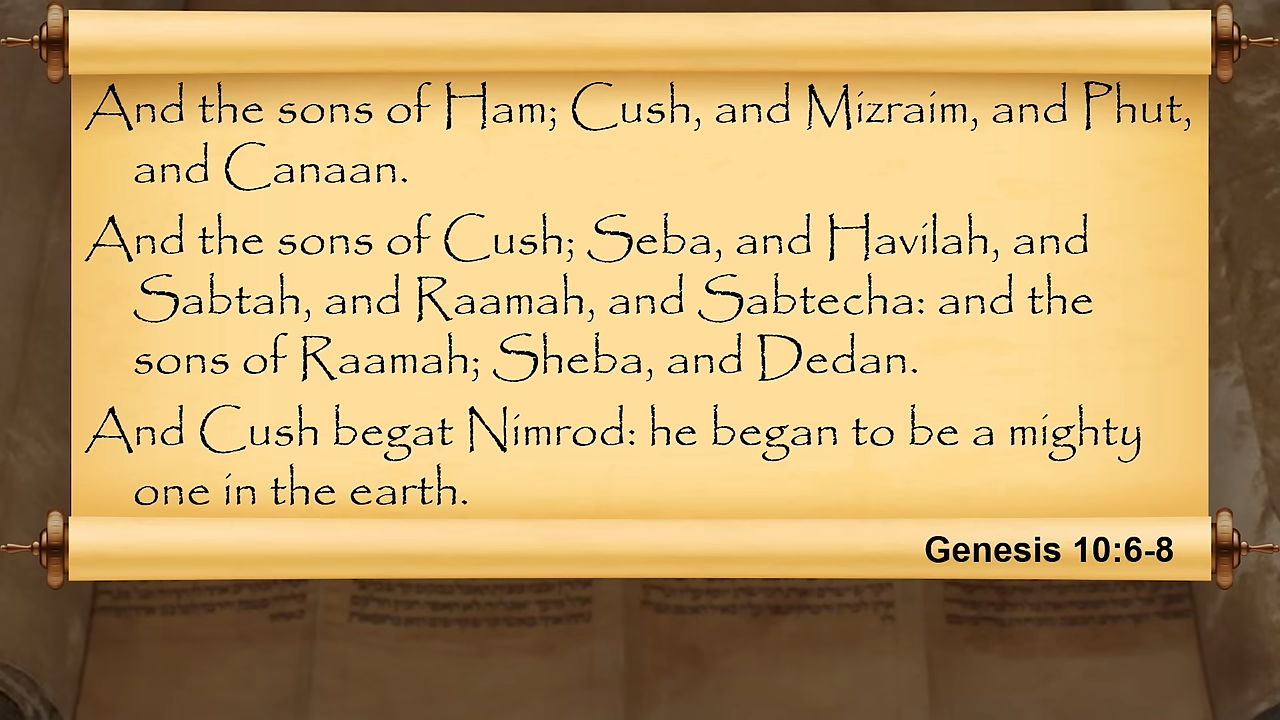 And the sons of Ham; Cush, and Mizraim, and Phut,
and Canaan.
And the sons of Cush; Seba, and Havilah, and
Sabtah, and Raamah, and Sabtecha: and the
sons of Raamah; Sheba, and Dedan.
And Cush begat Nimrod: he began to be a mighty
one in the earth.
Genesis 10:6-8